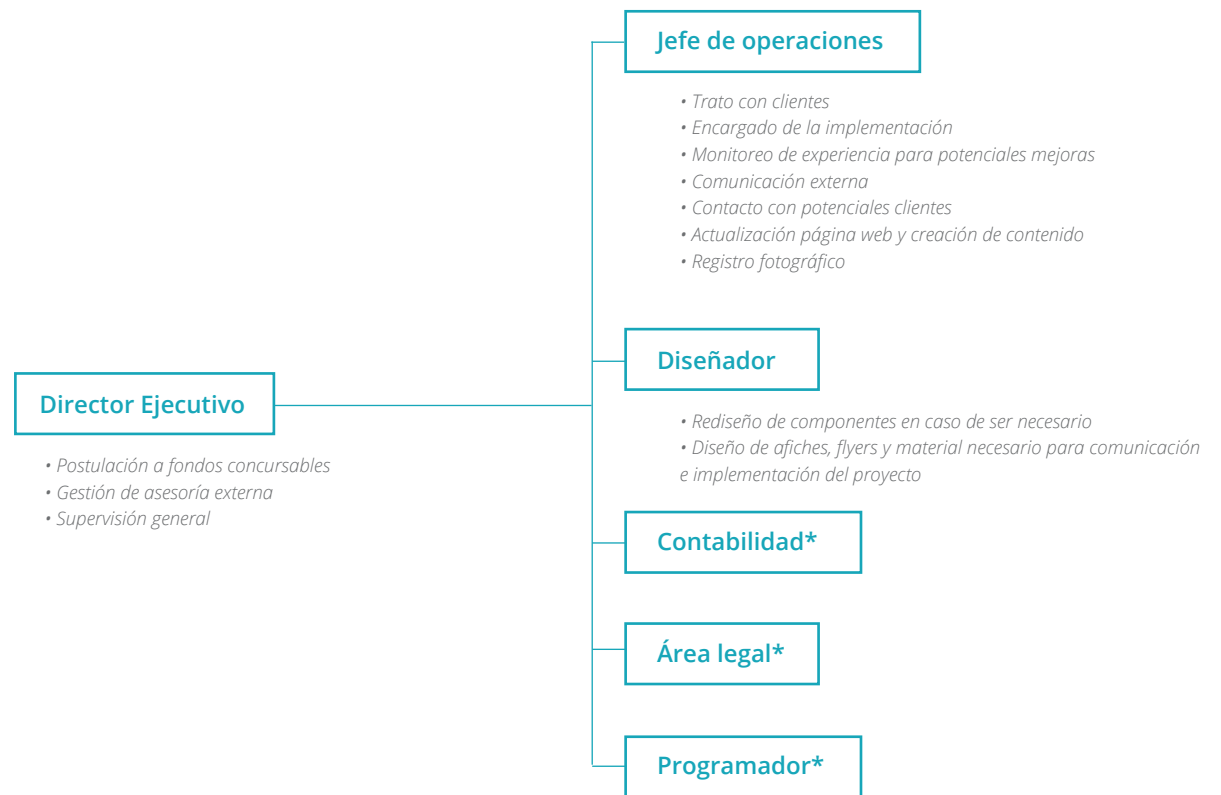 Jefe de operaciones
• Trato con clientes
• Encargado de la implementación
• Monitoreo de experiencia para potenciales mejoras
• Comunicación externa
• Contacto con potenciales clientes
• Actualización página web y creación de contenido
• Registro fotográfico
Diseñador
• Rediseño de componentes en caso de ser necesario
• Diseño de afiches, flyers y material necesario para comunicación
e implementación del proyecto
Director Ejecutivo
• Postulación a fondos concursables
• Gestión de asesoría externa
• Supervisión general
Contabilidad*
Área legal*
Programador*